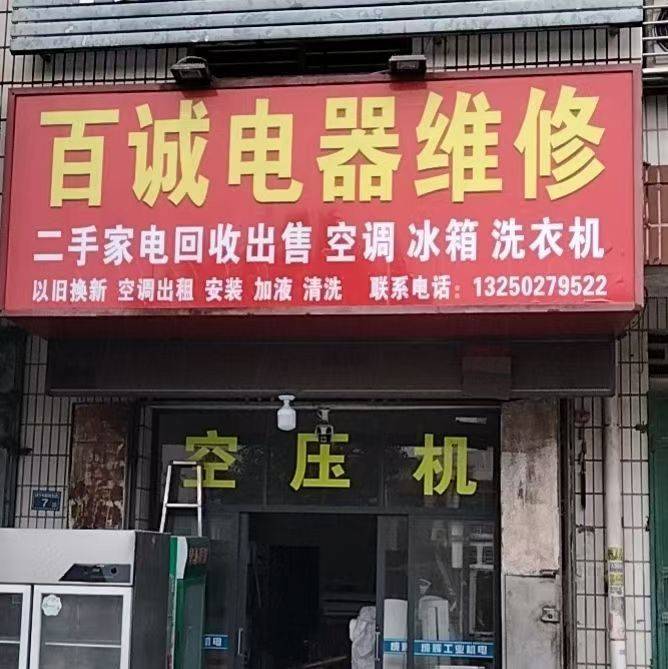 百诚电器维修
二手家电回收出售 空调 冰箱 洗衣机
以旧换新 空调出租 安装 加液 清洗 联系电话：13250279522
空压机
7